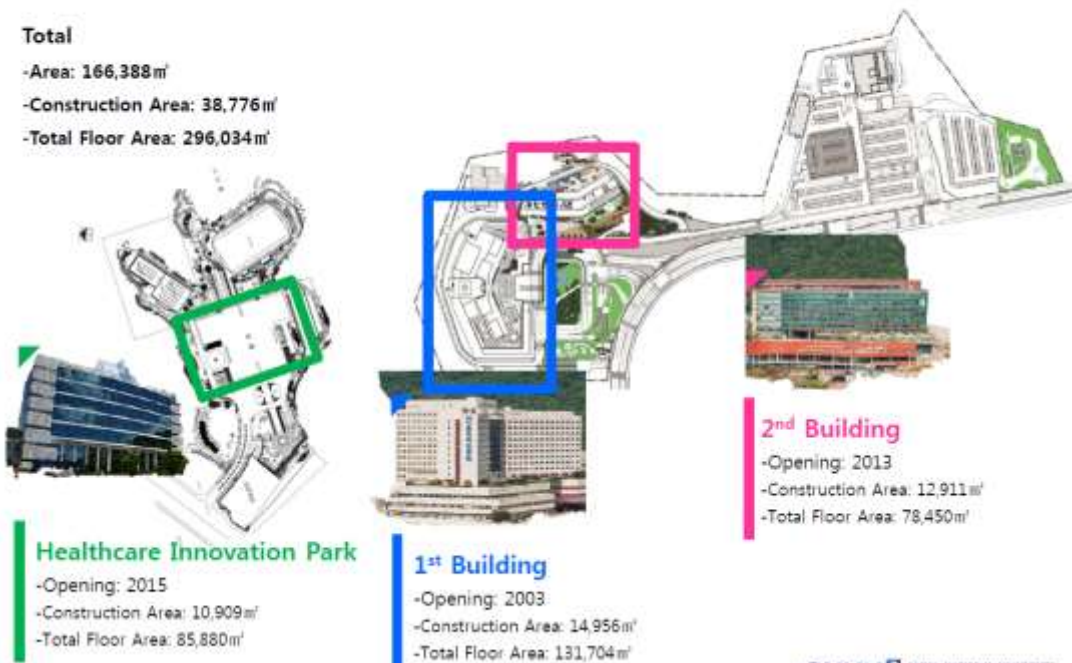 Total
-Area: 166,388㎡
-Construction Area: 38,776㎡
-Total Floor Area: 296,034㎡
2nd Building
-Opening: 2013
-Construction Area: 12,911㎡
-Total Floor Area: 78,450㎡
Healthcare Innovation Park
-Opening: 2015
-Construction Area: 10,909㎡
-Total Floor Area: 85,880㎡
1st Building
-Opening: 2003
-Construction Area: 14,956㎡
-Total Floor Area: 131,704㎡